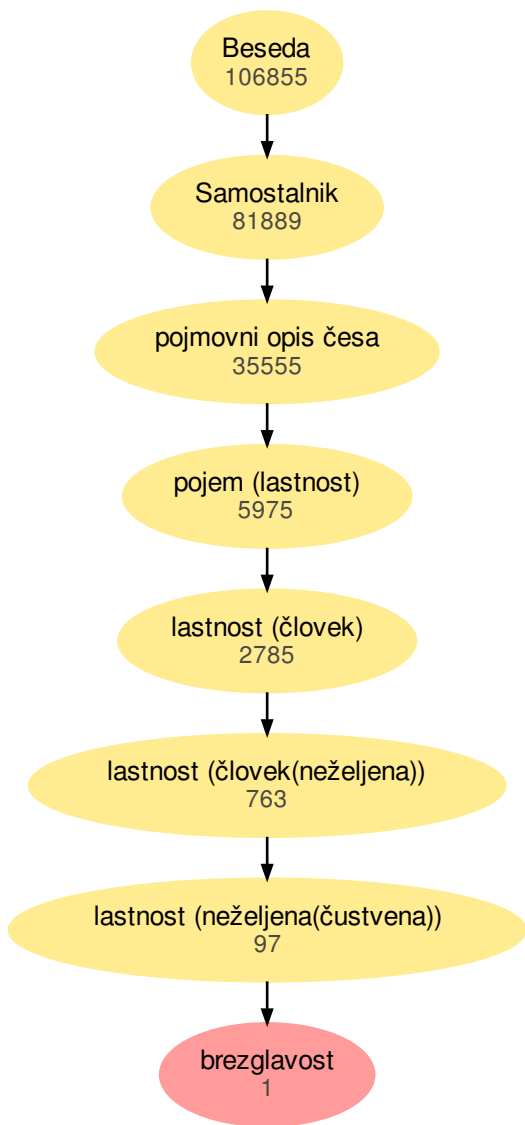 Beseda
106855
Samostalnik
81889
pojmovni opis česa
35555
pojem (lastnost)
5975
lastnost (človek)
2785
lastnost (človek(neželjena))
763
lastnost (neželjena(čustvena))
97
brezglavost
1